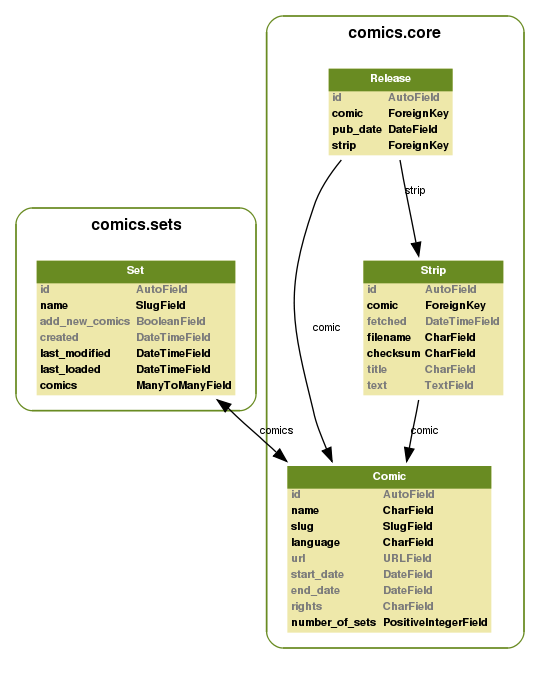 comics.core
Release
id AutoField
comic ForeignKey
pub_date DateField
strip ForeignKey
strip
comics.sets
Set
id AutoField
name SlugField
add_new_comics BooleanField
created DateTimeField
last_modified DateTimeField
last_loaded DateTimeField
comics ManyToManyField
Strip
id AutoField
comic ForeignKey
fetched DateTimeField
filename CharField
checksum CharField
title CharField
text TextField
comic
comics
comic
Comic
id AutoField
name CharField
slug SlugField
language CharField
url URLField
start_date DateField
end_date DateField
rights CharField
number_of_sets PositiveIntegerField